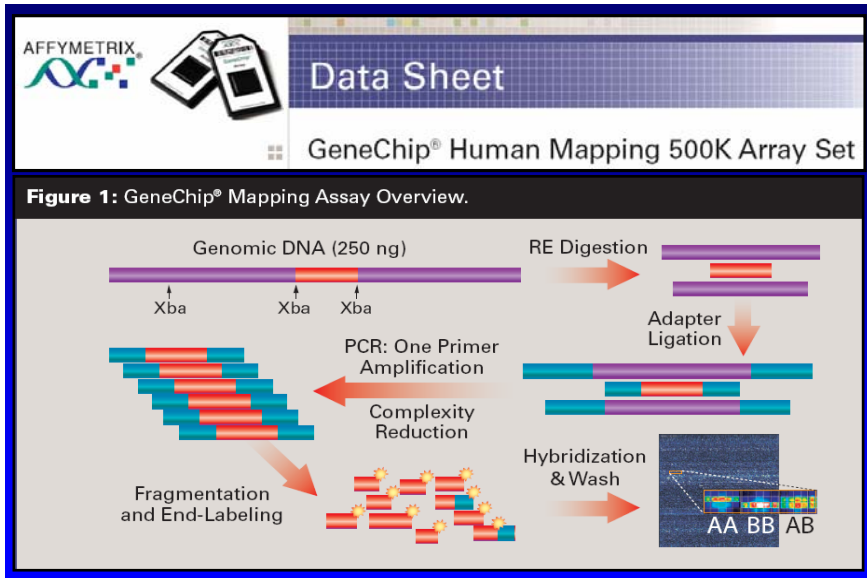 AFFYMETRIX®
Data Sheet
GeneChip® Human Mapping 500K Array Set
Figure 1: GeneChip® Mapping Assay Overview.
Genomic DNA (250 ng)
RE Digestion
Xba
Xba
Xba
Adapter
Ligation
PCR: One Primer
Amplification
Complexity
Reduction
Fragmentation
and End-Labeling
Hybridization
& Wash
AA
BB
AB